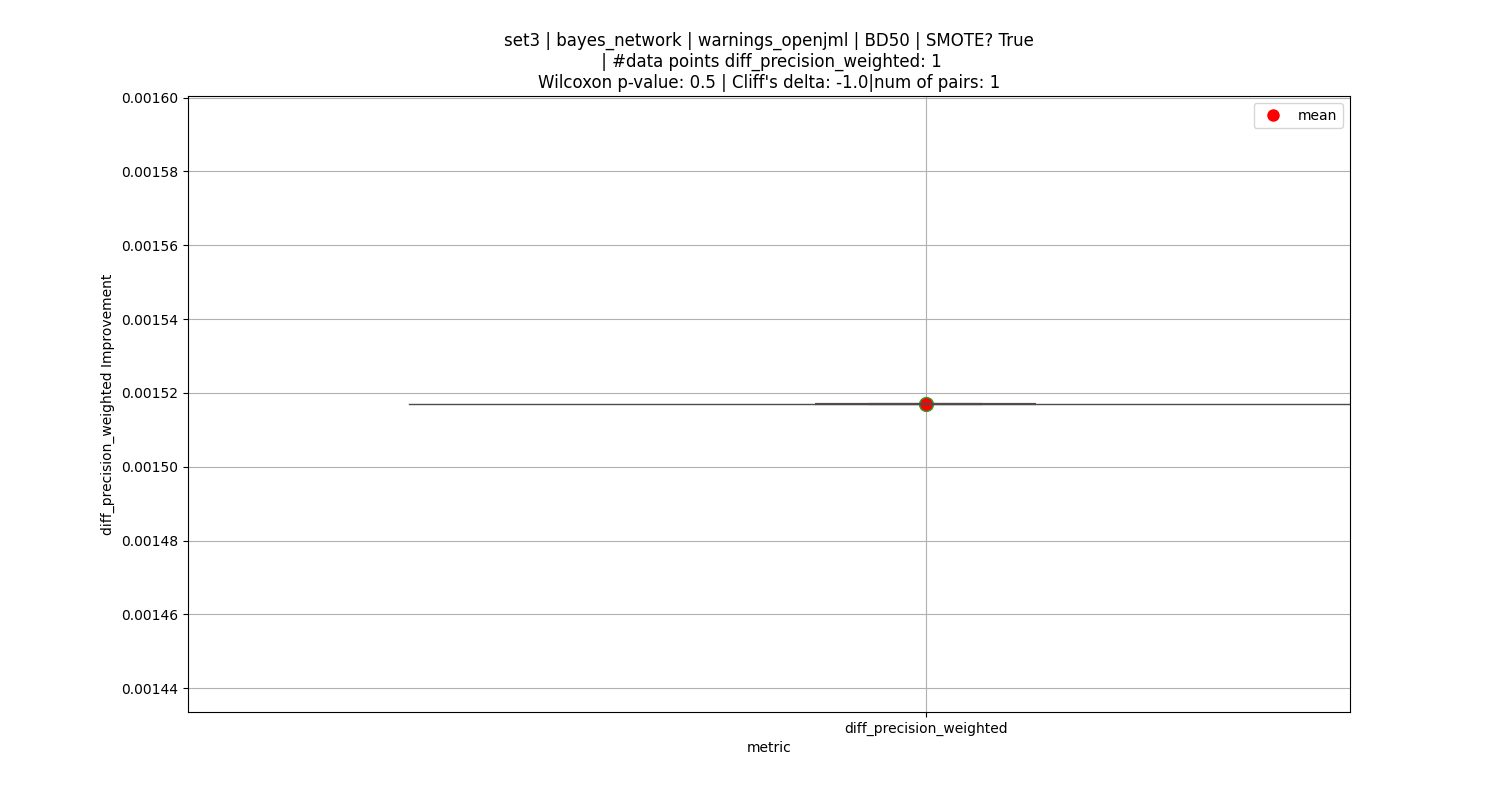 set3 | bayes_network | warnings_openjml | BD50 | SMOTE? True
| #data points diff_precision_weighted: 1
Wilcoxon p-value: 0.5 | Cliff's delta: -1.0|num of pairs: 1
mean
0.00160
0.00158
0.00156
0.00154
0.00152
0.00150
0.00148
0.00146
0.00144
diff_precision_weighted Improvement
diff_precision_weighted
metric